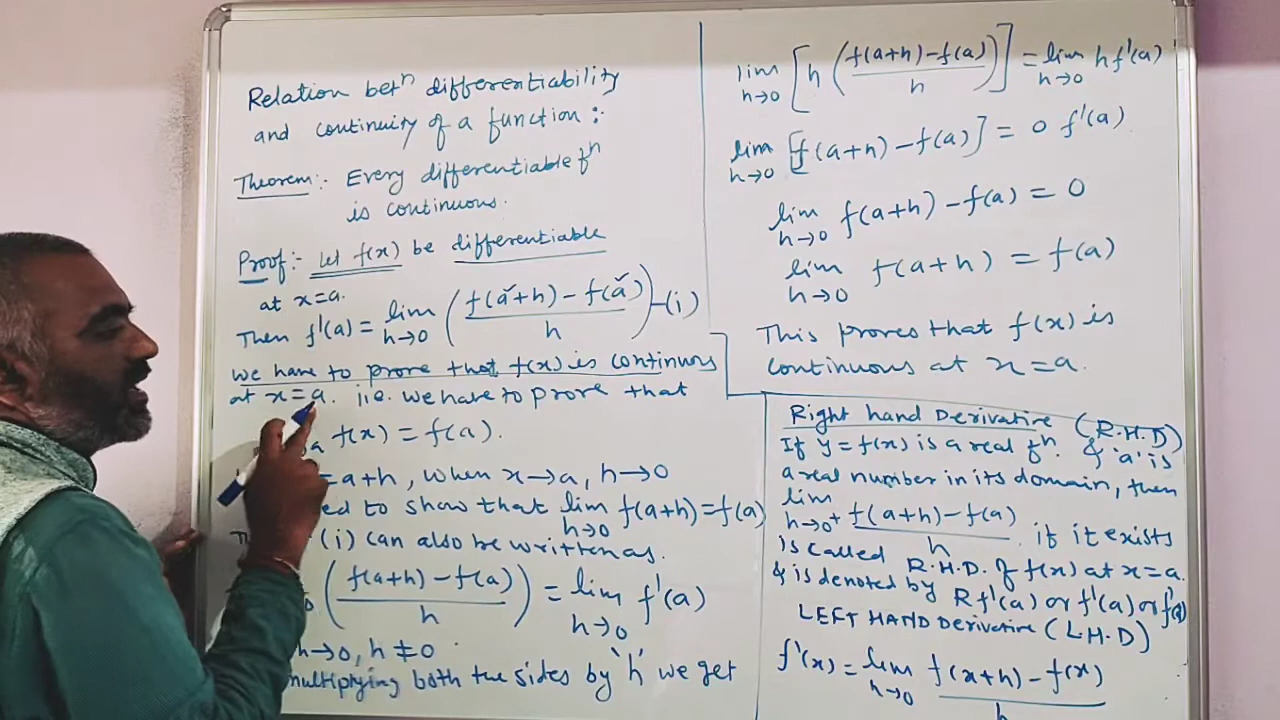 Relation betⁿ differentiability
and continuity of a function :-
Theorem:- Every differentiable fⁿ
is continuous.
Proof:- Let f(x) be differentiable
at x=a.
Then f'(a) = lim h→0 ( f(a+h) - f(a) / h ) -(i)
we have to prove that f(x) is continuous
at x=a. i.e. we have to prove that
a f(x) = f(a).
=a+h, when x→a, h→0
to show that lim h→0 f(a+h)=f(a)
(i) can also be written as.
( f(a+h) - f(a) / h ) = lim h→0 f'(a)
h→0, h≠0
multiplying both the sides by 'h' we get
lim h→0 [ h ( f(a+h) - f(a) / h ) ] = lim h→0 h f'(a)
lim h→0 [f(a+h) - f(a)] = 0 f'(a)
lim h→0 f(a+h) - f(a) = 0
lim h→0 f(a+h) = f(a)
This proves that f(x) is
continuous at x=a.
Right hand Derivative (R.H.D)
If y=f(x) is a real fⁿ. & 'a' is
a real number in its domain, then
lim h→0⁺ f(a+h) - f(a) / h if it exists
is called R.H.D. of f(x) at x=a.
& is denoted by Rf'(a) or f'(a) or
LEFT HAND Derivative (L.H.D)
f'(x) = lim h→0 f(x+h) - f(x) / h